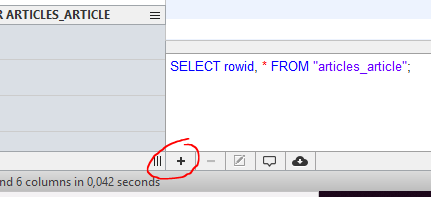 R ARTICLES_ARTICLE
SELECT rowid, * FROM "articles_article";
nd 6 columns in 0,042 seconds